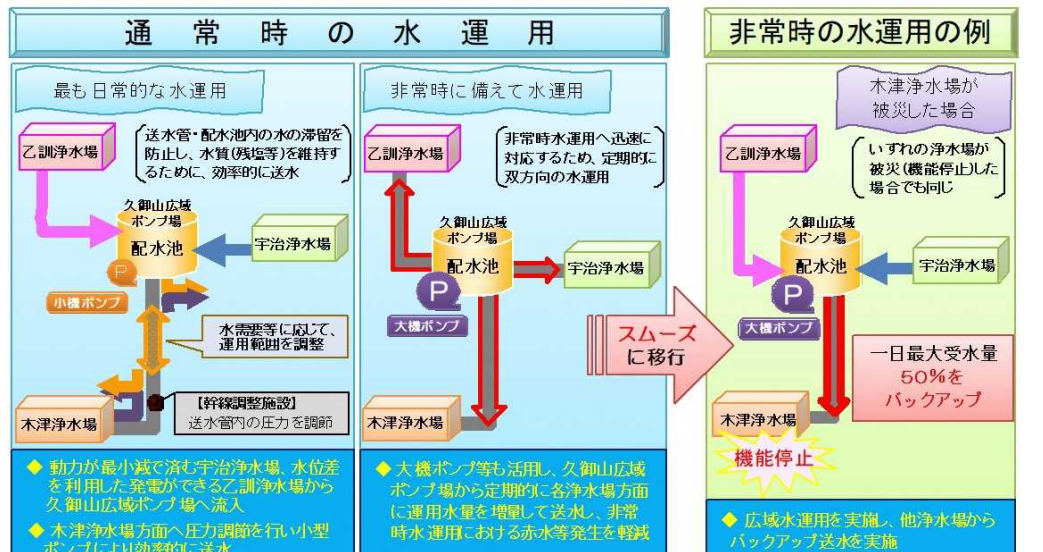 通常時の水運用
最も日常的な水運用
送水管・配水池内の水の滞留を
防止し、水質(残塩等)を維持す
るために、効率的に送水
乙訓浄水場
久御山広域
ポンプ場
配水池
宇治浄水場
P
小機ポンプ
水需要等に応じて、
運用範囲を調整
【幹線調整施設】
送水管内の圧力を調節
木津浄水場
◆ 動力が最小減で済む宇治浄水場、水位差
を利用した発電ができる乙訓浄水場から
久御山広域ポンプ場へ流入
◆ 木津浄水場方面へ圧力調節を行い小型
ポンプにより効率的に送水
非常時に備えて水運用
非常時水運用へ迅速に
対応するため、定期的に
双方向の水運用
乙訓浄水場
久御山広域
ポンプ場
配水池
宇治浄水場
P
大機ポンプ
木津浄水場
◆ 大機ポンプ等も活用し、久御山広域
ポンプ場から定期的に各浄水場方面
に運用水量を増量して送水し、非常
時水運用における赤水等発生を軽減
スムーズ
に移行
非常時の水運用の例
木津浄水場が
被災した場合
いずれの浄水場が
被災(機能停止)した
場合でも同じ
乙訓浄水場
久御山広域
ポンプ場
配水池
宇治浄水場
P
大機ポンプ
一日最大受水量
50%を
バックアップ
木津浄水場
機能停止
◆ 広域水運用を実施し、他浄水場から
バックアップ送水を実施